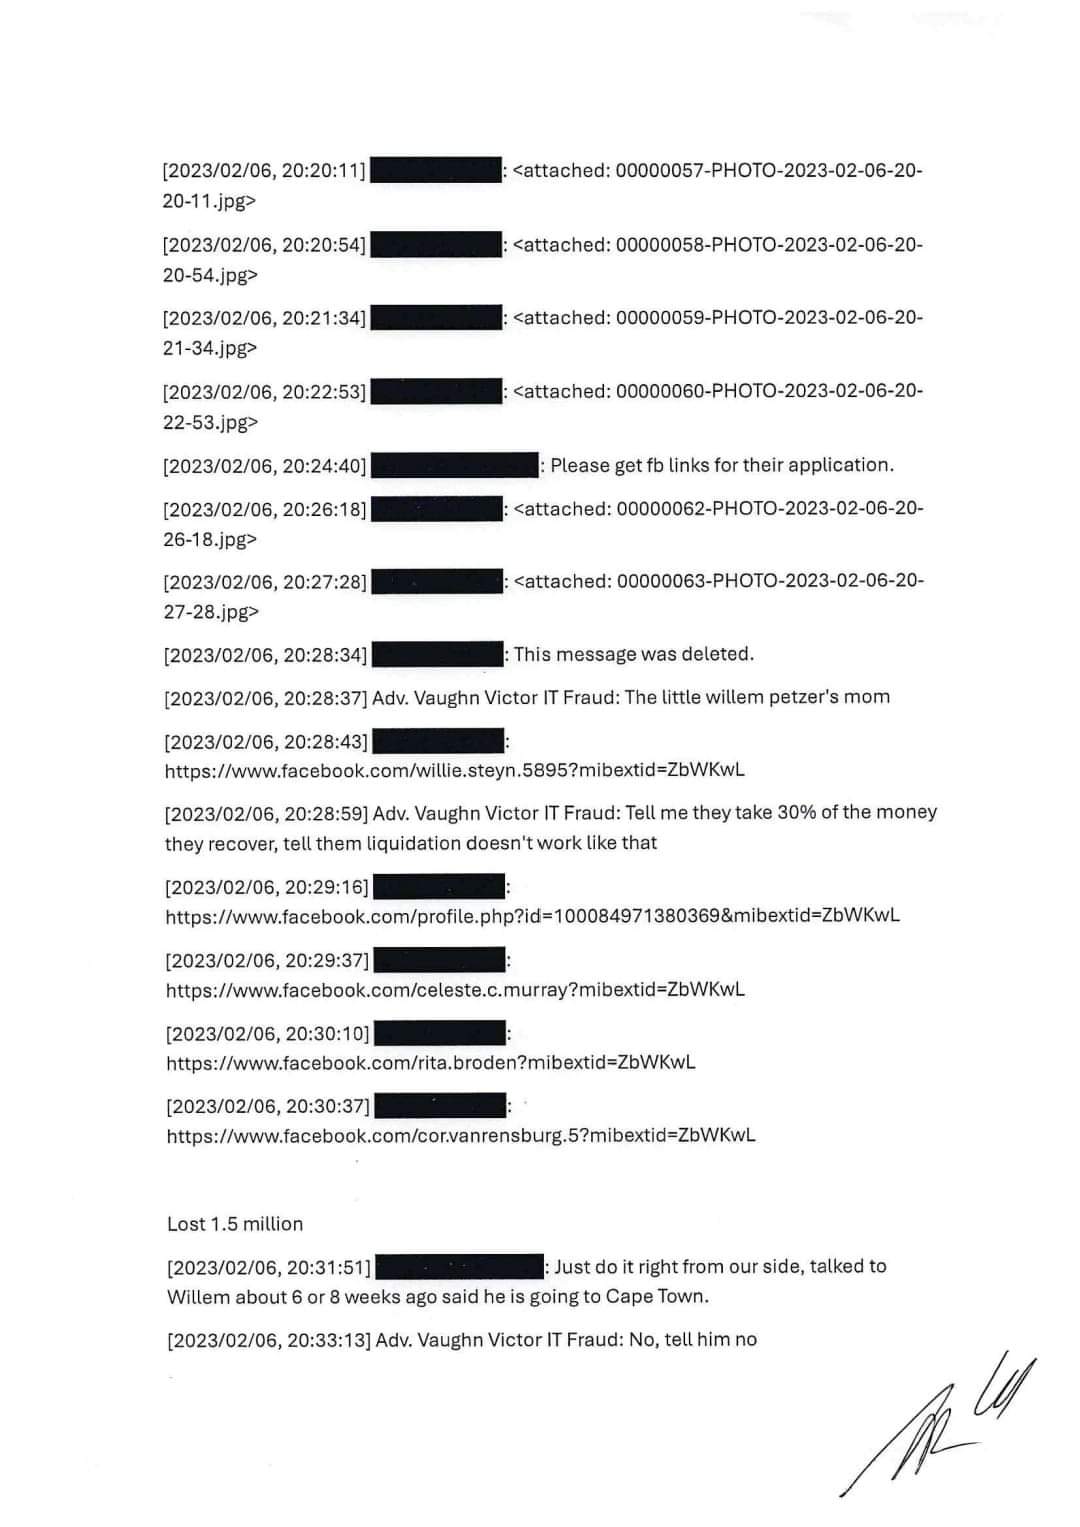 [2023/02/06, 20:20:11] : <attached: 00000057-PHOTO-2023-02-06-20-
20-11.jpg>
[2023/02/06, 20:20:54] : <attached: 00000058-PHOTO-2023-02-06-20-
20-54.jpg>
[2023/02/06, 20:21:34] : <attached: 00000059-PHOTO-2023-02-06-20-
21-34.jpg>
[2023/02/06, 20:22:53] : <attached: 00000060-PHOTO-2023-02-06-20-
22-53.jpg>
[2023/02/06, 20:24:40] : Please get fb links for their application.
[2023/02/06, 20:26:18] : <attached: 00000062-PHOTO-2023-02-06-20-
26-18.jpg>
[2023/02/06, 20:27:28] : <attached: 00000063-PHOTO-2023-02-06-20-
27-28.jpg>
[2023/02/06, 20:28:34] : This message was deleted.
[2023/02/06, 20:28:37] Adv. Vaughn Victor IT Fraud: The little willem petzer's mom
[2023/02/06, 20:28:43] :
https://www.facebook.com/willie.steyn.5895?mibextid=ZbWKwL
[2023/02/06, 20:28:59] Adv. Vaughn Victor IT Fraud: Tell me they take 30% of the money
they recover, tell them liquidation doesn't work like that
[2023/02/06, 20:29:16] :
https://www.facebook.com/profile.php?id=100084971380369&mibextid=ZbWKwL
[2023/02/06, 20:29:37] :
https://www.facebook.com/celeste.c.murray?mibextid=ZbWKwL
[2023/02/06, 20:30:10] :
https://www.facebook.com/rita.broden?mibextid=ZbWKwL
[2023/02/06, 20:30:37] :
https://www.facebook.com/cor.vanrensburg.5?mibextid=ZbWKwL
Lost 1.5 million
[2023/02/06, 20:31:51] : Just do it right from our side, talked to
Willem about 6 or 8 weeks ago said he is going to Cape Town.
[2023/02/06, 20:33:13] Adv. Vaughn Victor IT Fraud: No, tell him no